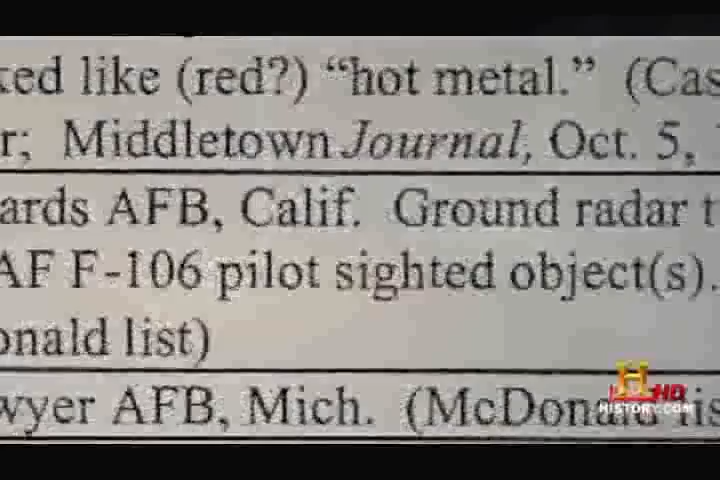 ked like (red?) “hot metal.” (Cas
r; Middletown Journal, Oct. 5,
ards AFB, Calif. Ground radar t
AF F-106 pilot sighted object(s).
onald list)
wyer AFB, Mich. (McDonald lis
H HD
HISTORY.COM